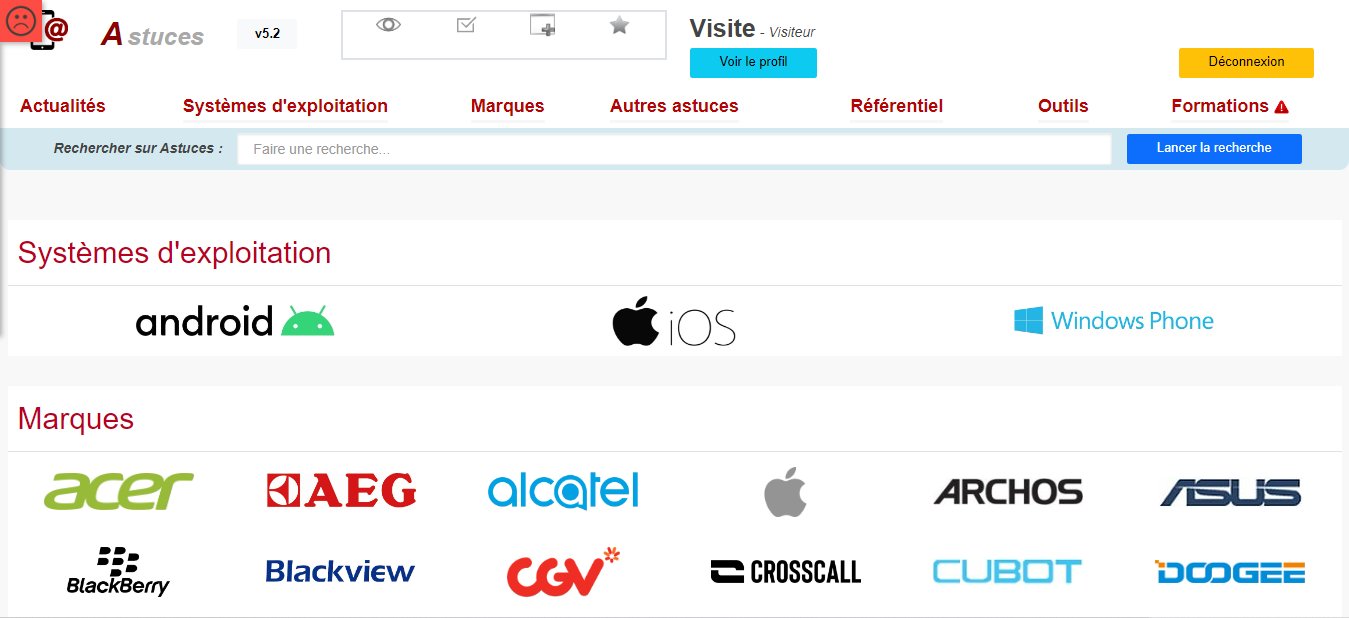 @ Astuces v5.2 Visite - Visiteur
Voir le profil Déconnexion
Actualités Systèmes d'exploitation Marques Autres astuces Référentiel Outils Formations
Rechercher sur Astuces : Faire une recherche... Lancer la recherche
Systèmes d'exploitation
android iOS Windows Phone
Marques
acer AEG alcatel ARCHOS ASUS
BlackBerry Blackview CGV CROSSCALL CUBOT DOOGEE